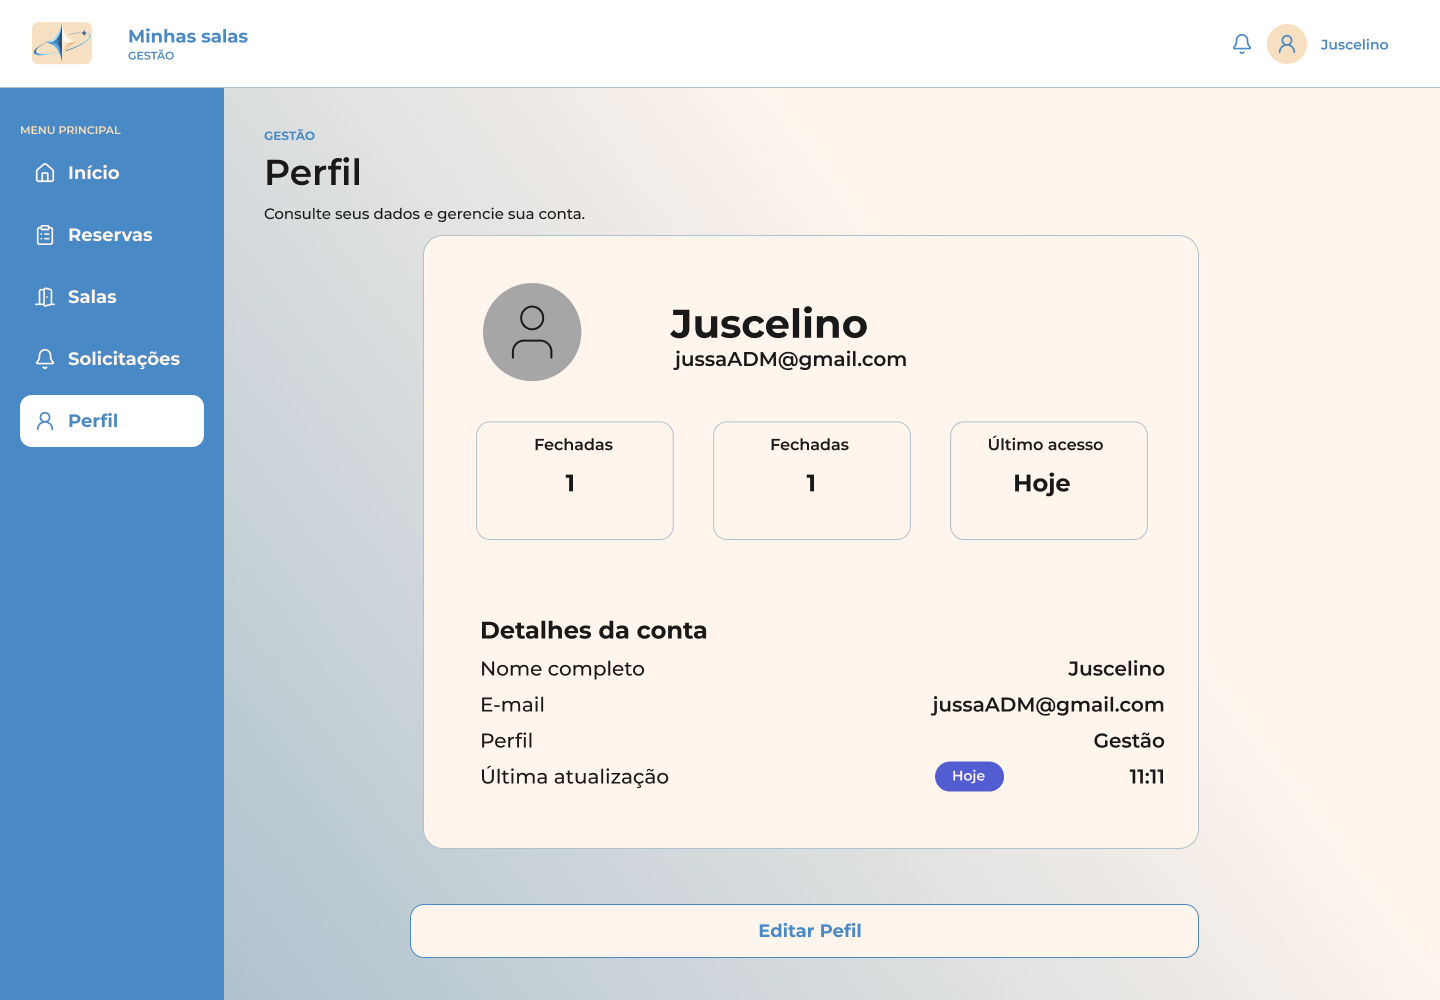 Minhas salas
GESTÃO
Juscelino
MENU PRINCIPAL
Início
Reservas
Salas
Solicitações
Perfil
GESTÃO
Perfil
Consulte seus dados e gerencie sua conta.
Juscelino
jussaADM@gmail.com
Fechadas
1
Fechadas
1
Último acesso
Hoje
Detalhes da conta
Nome completo Juscelino
E-mail jussaADM@gmail.com
Perfil Gestão
Última atualização Hoje 11:11
Editar Pefil